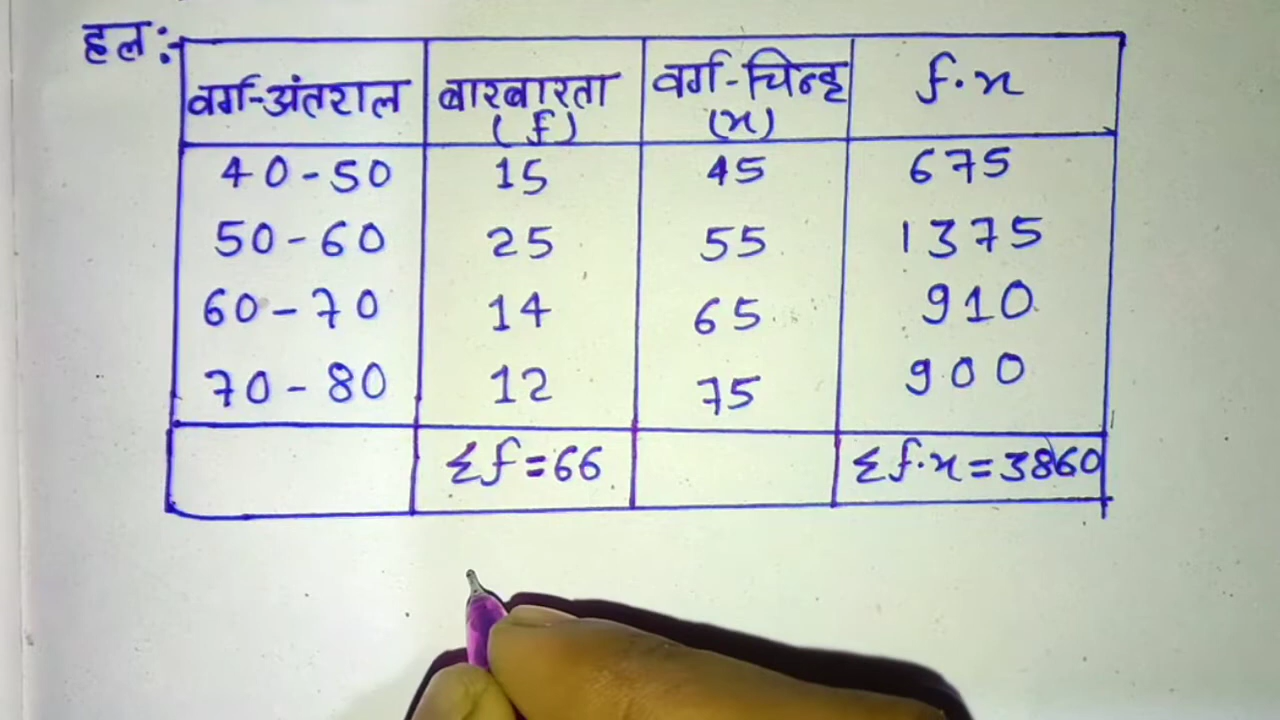 हल:-
वर्ग-अंतराल बारबारता (f) वर्ग-चिन्ह (x) f.x
40-50 15 45 675
50-60 25 55 1375
60-70 14 65 910
70-80 12 75 900
Σf=66 Σf.x=3860